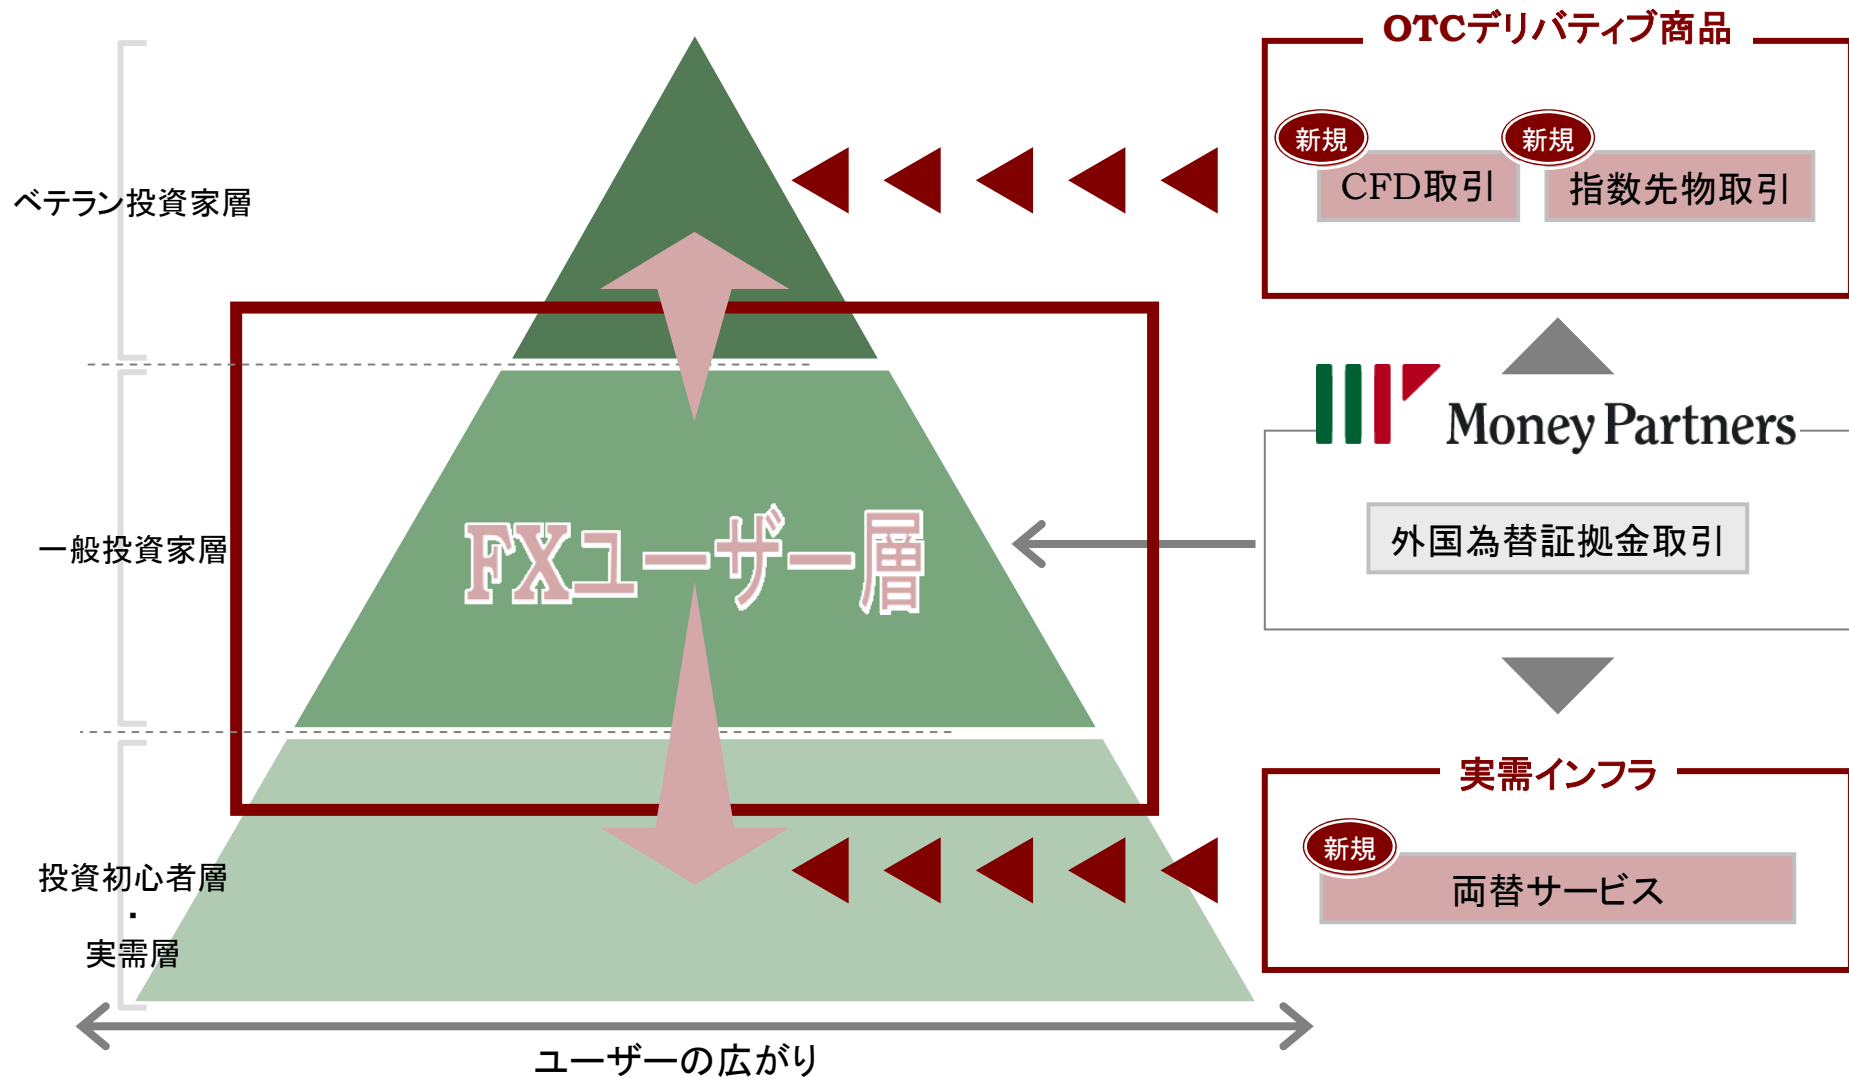 OTCデリバティブ商品
新規
新規
CFD取引
指数先物取引
ベテラン投資家層
Money Partners
外国為替証拠金取引
一般投資家層
FXユーザー層
実需インフラ
新規
両替サービス
投資初心者層
・
実需層
ユーザーの広がり